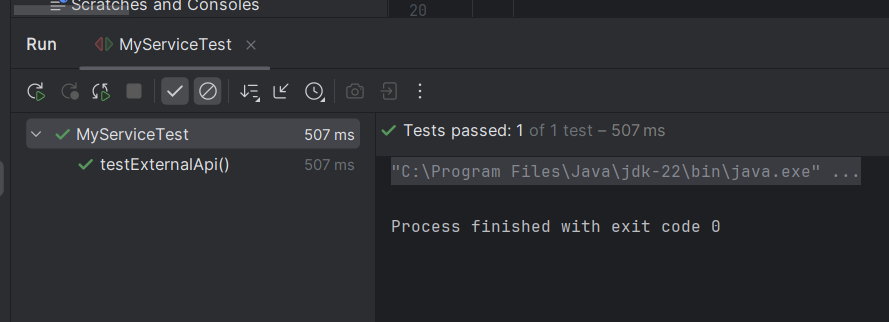 Scratches and Consoles
20
Run MyServiceTest
MyServiceTest 507 ms
testExternalApi() 507 ms
Tests passed: 1 of 1 test – 507 ms
"C:\Program Files\Java\jdk-22\bin\java.exe" ...
Process finished with exit code 0